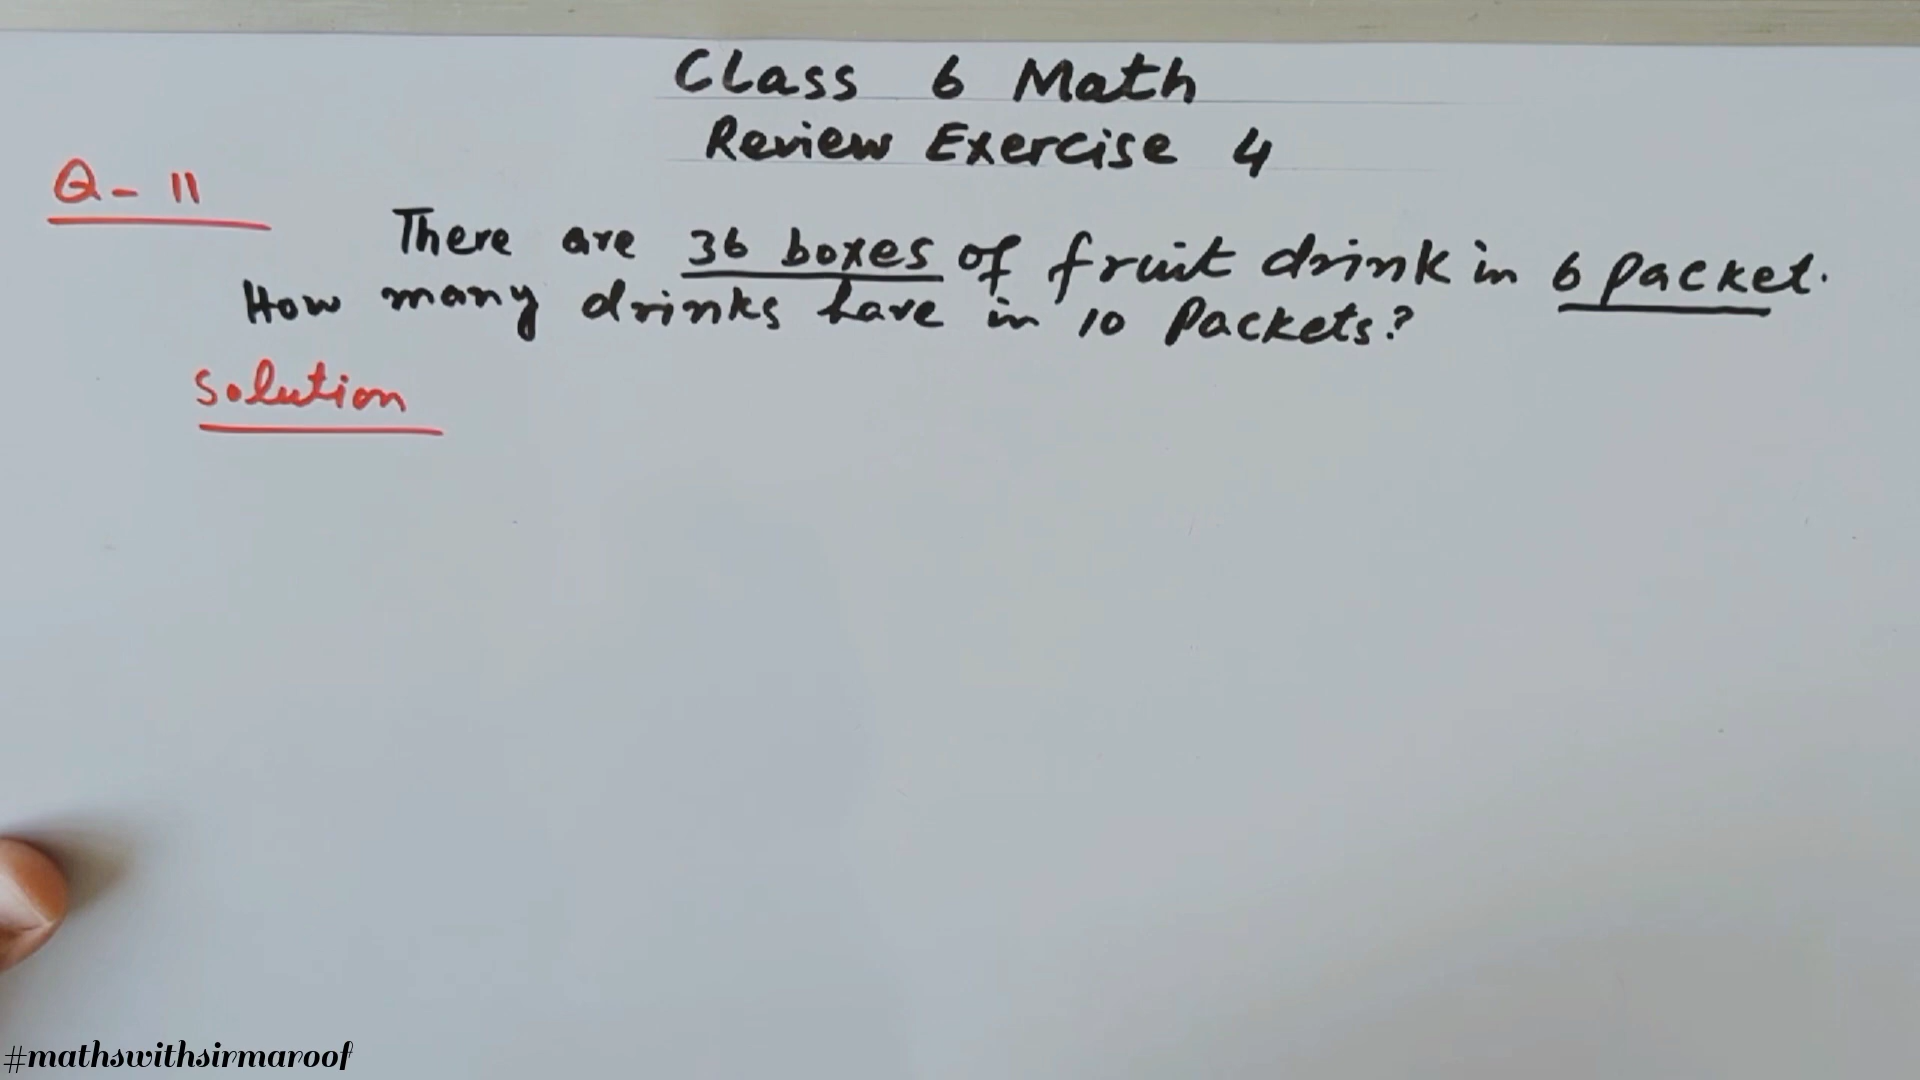 Class 6 Math
Review Exercise 4
Q - 11
There are 36 boxes of fruit drink in 6 packet.
How many drinks have in 10 Packets?
Solution
#mathswithsirmaroof